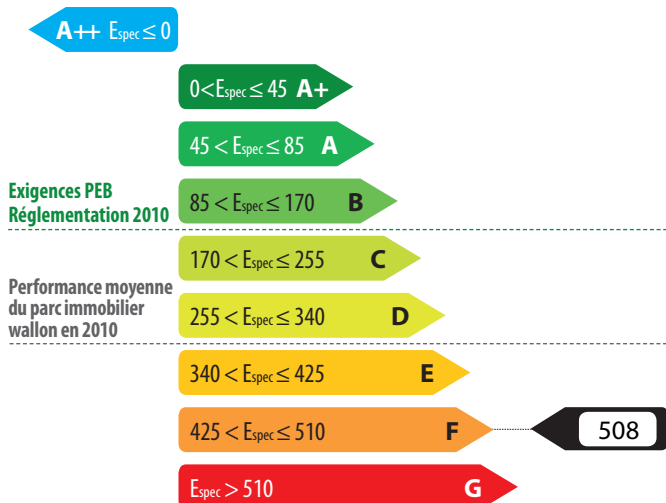 A++ Espec ≤ 0
0 < Espec ≤ 45 A+
45 < Espec ≤ 85 A
Exigences PEB
Réglementation 2010
85 < Espec ≤ 170 B
170 < Espec ≤ 255 C
Performance moyenne
du parc immobilier
wallon en 2010
255 < Espec ≤ 340 D
340 < Espec ≤ 425 E
425 < Espec ≤ 510 F 508
Espec > 510 G